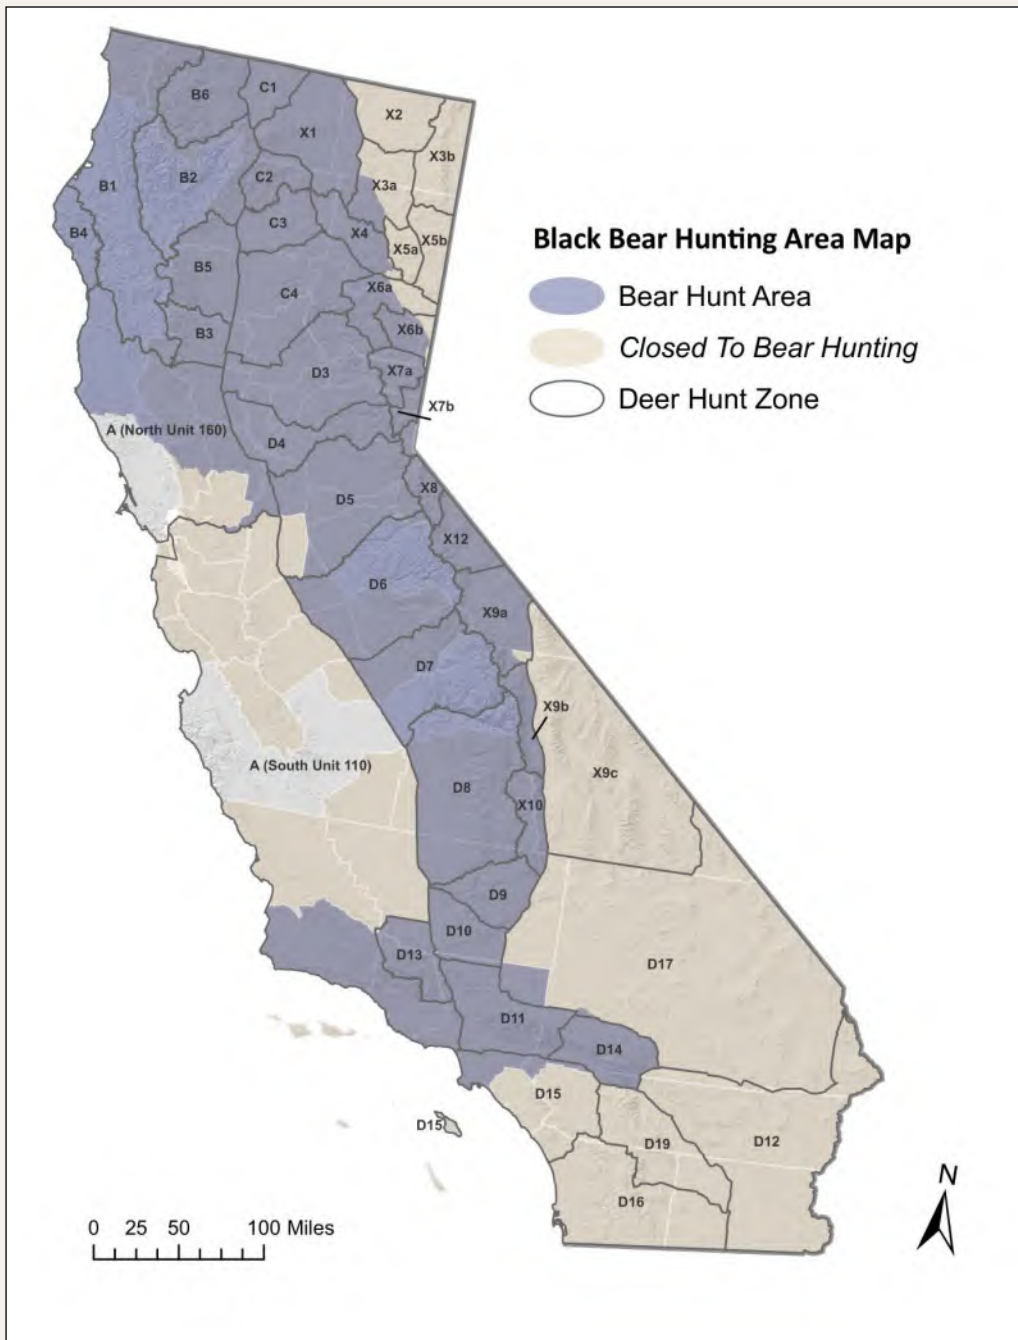 B6
C1
X1
X2
X3b
B1
B2
C2
X3a
B4
C3
X4
X5a
X5b
B5
C4
X6a
B3
X6b
D3
X7a
X7b
A (North Unit 160)
D4
D5
X8
X12
D6
X9a
D7
X9b
A (South Unit 110)
D8
X10
X9c
D9
D10
D13
D17
D11
D14
D15
D15
D19
D12
D16
Black Bear Hunting Area Map
Bear Hunt Area
Closed To Bear Hunting
Deer Hunt Zone
0 25 50 100 Miles
N